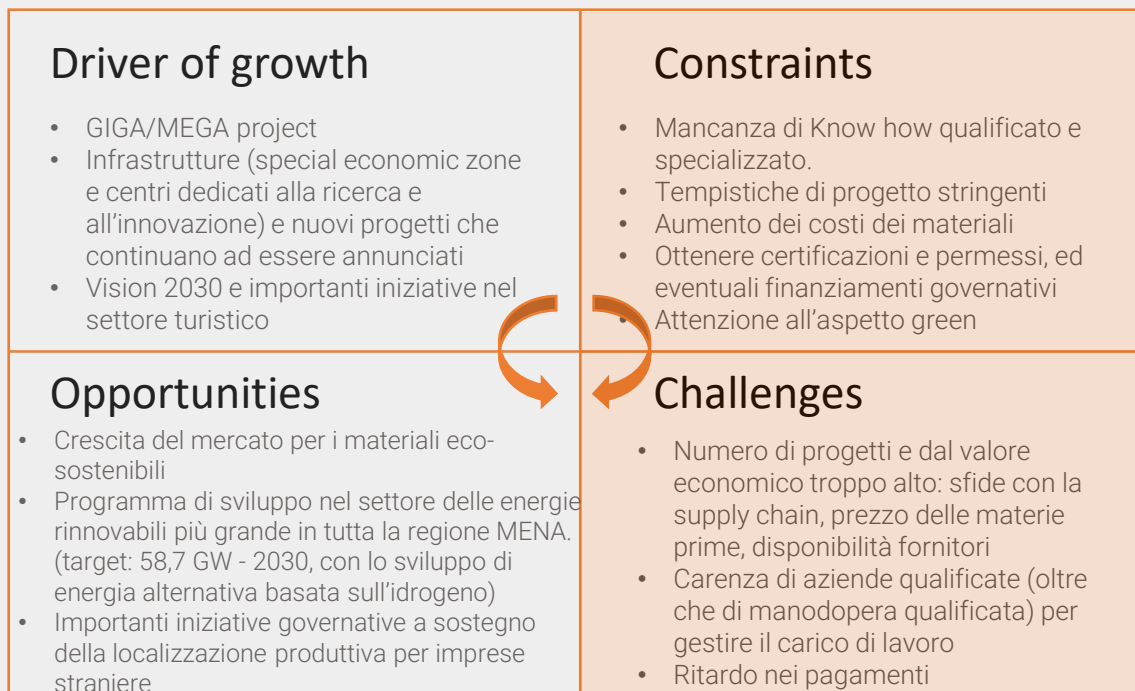 Driver of growth
• GIGA/MEGA project
• Infrastrutture (special economic zone
e centri dedicati alla ricerca e
all'innovazione) e nuovi progetti che
continuano ad essere annunciati
• Vision 2030 e importanti iniziative nel
settore turistico
Constraints
• Mancanza di Know how qualificato e
specializzato.
• Tempistiche di progetto stringenti
• Aumento dei costi dei materiali
• Ottenere certificazioni e permessi, ed
eventuali finanziamenti governativi
• Attenzione all'aspetto green
Opportunities
• Crescita del mercato per i materiali eco-
sostenibili
• Programma di sviluppo nel settore delle energie
rinnovabili più grande in tutta la regione MENA.
(target: 58,7 GW - 2030, con lo sviluppo di
energia alternativa basata sull'idrogeno)
• Importanti iniziative governative a sostegno
della localizzazione produttiva per imprese
straniere
Challenges
• Numero di progetti e dal valore
economico troppo alto: sfide con la
supply chain, prezzo delle materie
prime, disponibilità fornitori
• Carenza di aziende qualificate (oltre
che di manodopera qualificata) per
gestire il carico di lavoro
• Ritardo nei pagamenti